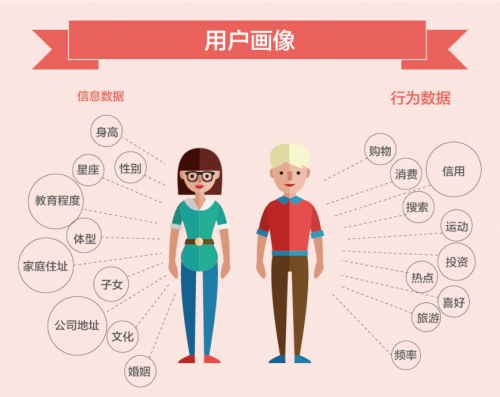 用户画像
信息数据
身高
星座
性别
教育程度
体型
家庭住址
子女
公司地址
文化
婚姻
行为数据
购物
消费
信用
搜索
运动
投资
热点
喜好
旅游
频率